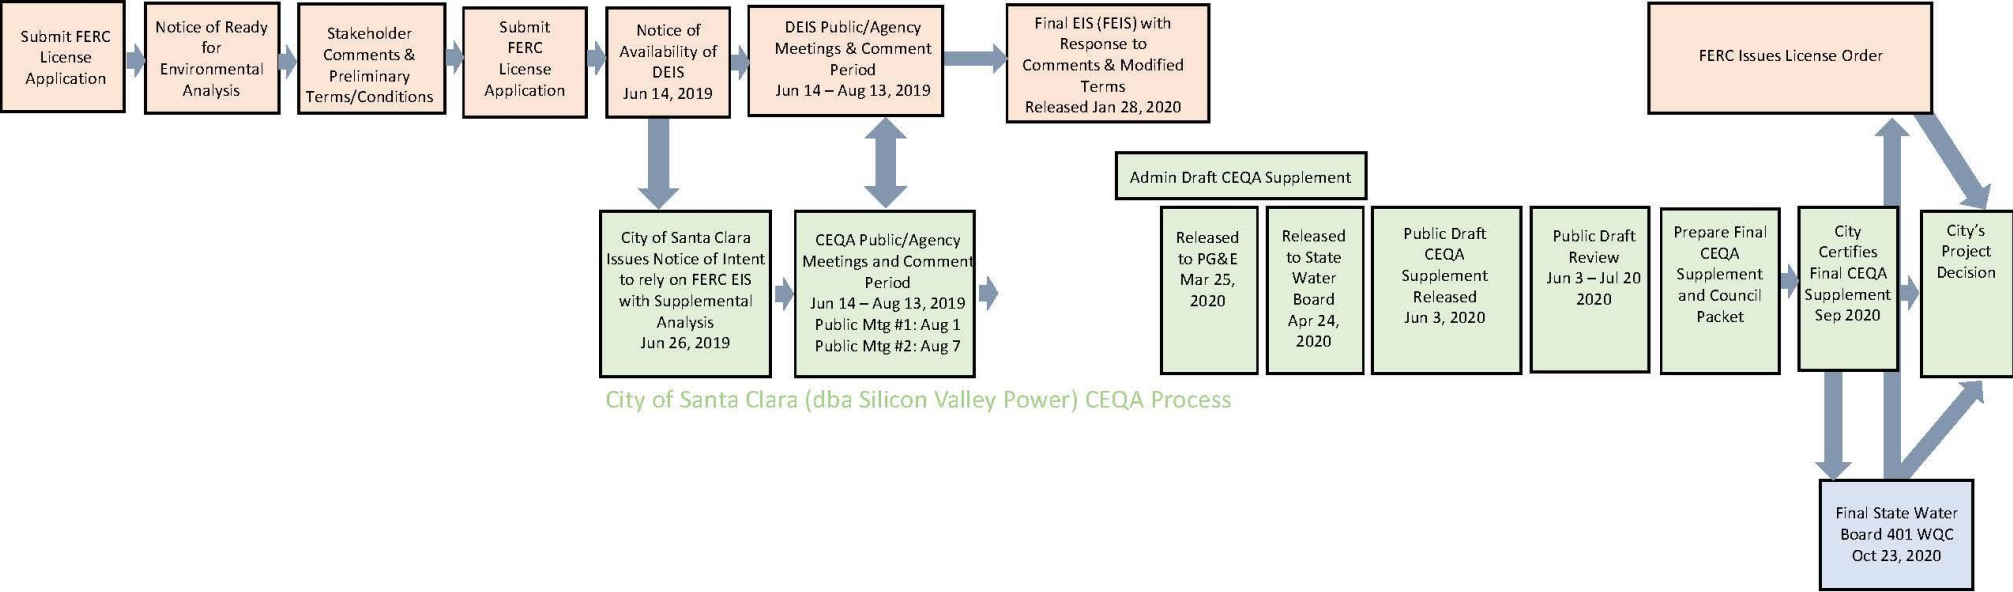 Submit FERC
License
Application
Notice of Ready
for
Environmental
Analysis
Stakeholder
Comments &
Preliminary
Terms/Conditions
Submit
FERC
License
Application
Notice of
Availability of
DEIS
Jun 14, 2019
DEIS Public/Agency
Meetings & Comment
Period
Jun 14 – Aug 13, 2019
Final EIS (FEIS) with
Response to
Comments & Modified
Terms
Released Jan 28, 2020
FERC Issues License Order
Admin Draft CEQA Supplement
City of Santa Clara
Issues Notice of Intent
to rely on FERC EIS
with Supplemental
Analysis
Jun 26, 2019
CEQA Public/Agency
Meetings and Comment
Period
Jun 14 – Aug 13, 2019
Public Mtg #1: Aug 1
Public Mtg #2: Aug 7
Released
to PG&E
Mar 25,
2020
Released
to State
Water
Board
Apr 24,
2020
Public Draft
CEQA
Supplement
Released
Jun 3, 2020
Public Draft
Review
Jun 3 – Jul 20
2020
Prepare Final
CEQA
Supplement
and Council
Packet
City
Certifies
Final CEQA
Supplement
Sep 2020
City's
Project
Decision
City of Santa Clara (dba Silicon Valley Power) CEQA Process
Final State Water
Board 401 WQC
Oct 23, 2020